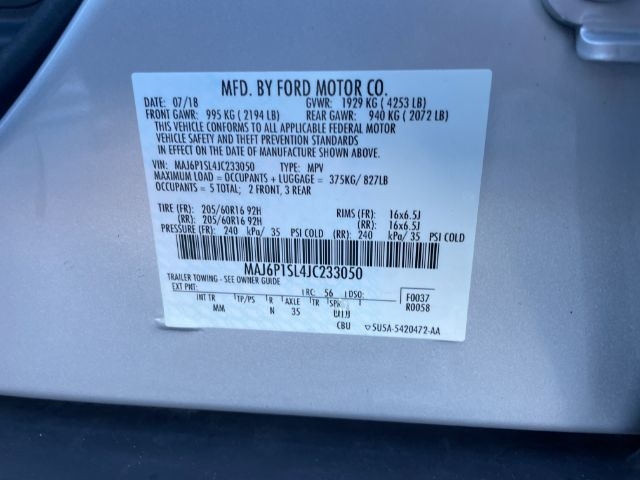 MFD. BY FORD MOTOR CO.
DATE: 07/18 GVWR: 1929 KG ( 4253 LB)
FRONT GAWR: 995 KG ( 2194 LB) REAR GAWR: 940 KG ( 2072 LB)
THIS VEHICLE CONFORMS TO ALL APPLICABLE FEDERAL MOTOR
VEHICLE SAFETY AND THEFT PREVENTION STANDARDS
IN EFFECT ON THE DATE OF MANUFACTURE SHOWN ABOVE.
VIN: MAJ6P1SL4JC233050 TYPE: MPV
MAXIMUM LOAD = OCCUPANTS + LUGGAGE = 375KG/ 827LB
OCCUPANTS = 5 TOTAL; 2 FRONT, 3 REAR
TIRE (FR): 205/60R16 92H RIMS (FR): 16x6.5J
(RR): 205/60R16 92H (RR): 16x6.5J
PRESSURE (FR): 240 kPa/ 35 PSI COLD (RR): 240 kPa/ 35 PSI COLD
MAJ6P1SL4JC233050
TRAILER TOWING - SEE OWNER GUIDE
EXT PNT: RC: 56 DSO: F0037
INT TR TP/PS R AXLE TR SPR R0058
MM N 35
CBU 5U5A-5420472-AA